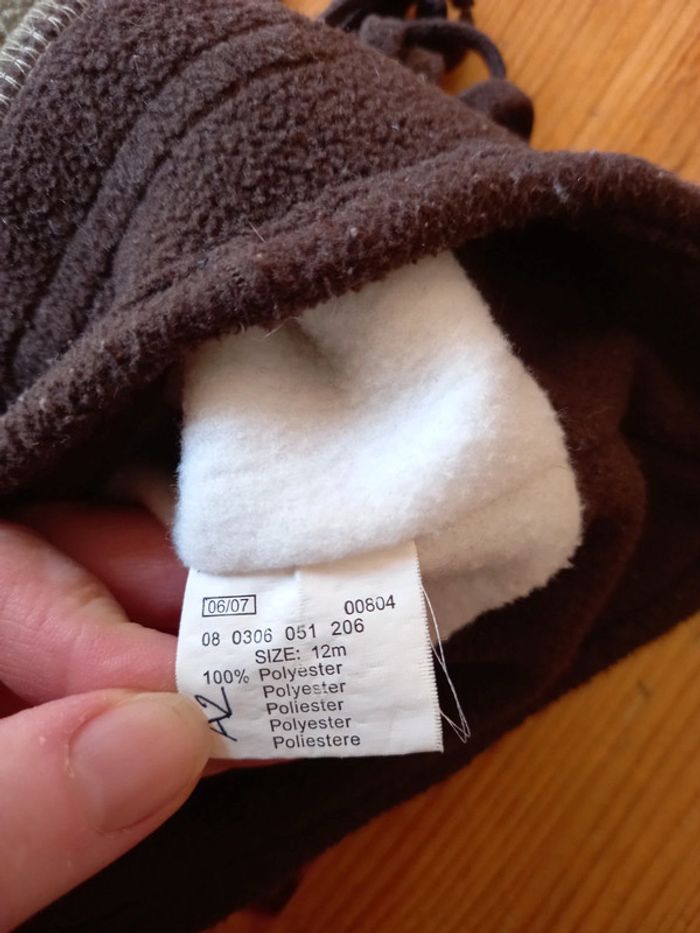 06/07 00804
08 0306 051 206
SIZE: 12m
100% Polyester
Polyester
Poliester
Polyester
Poliestere
A2